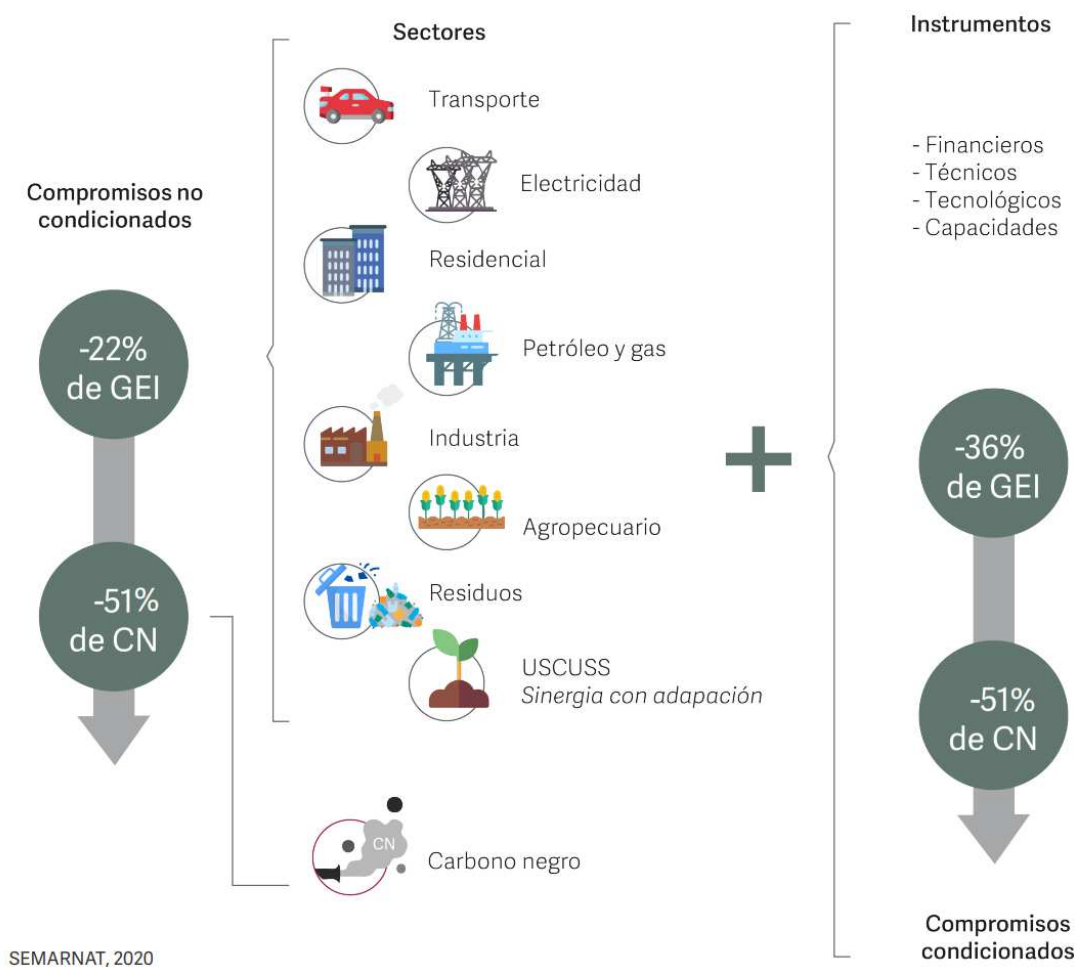 Sectores
Instrumentos
Transporte
- Financieros
- Técnicos
- Tecnológicos
- Capacidades
Electricidad
Compromisos no
condicionados
Residencial
-22%
de GEI
Petróleo y gas
Industria
-36%
de GEI
Agropecuario
-51%
de CN
Residuos
USCUSS
Sinergia con adapación
-51%
de CN
CN
Carbono negro
Compromisos
condicionados
SEMARNAT, 2020